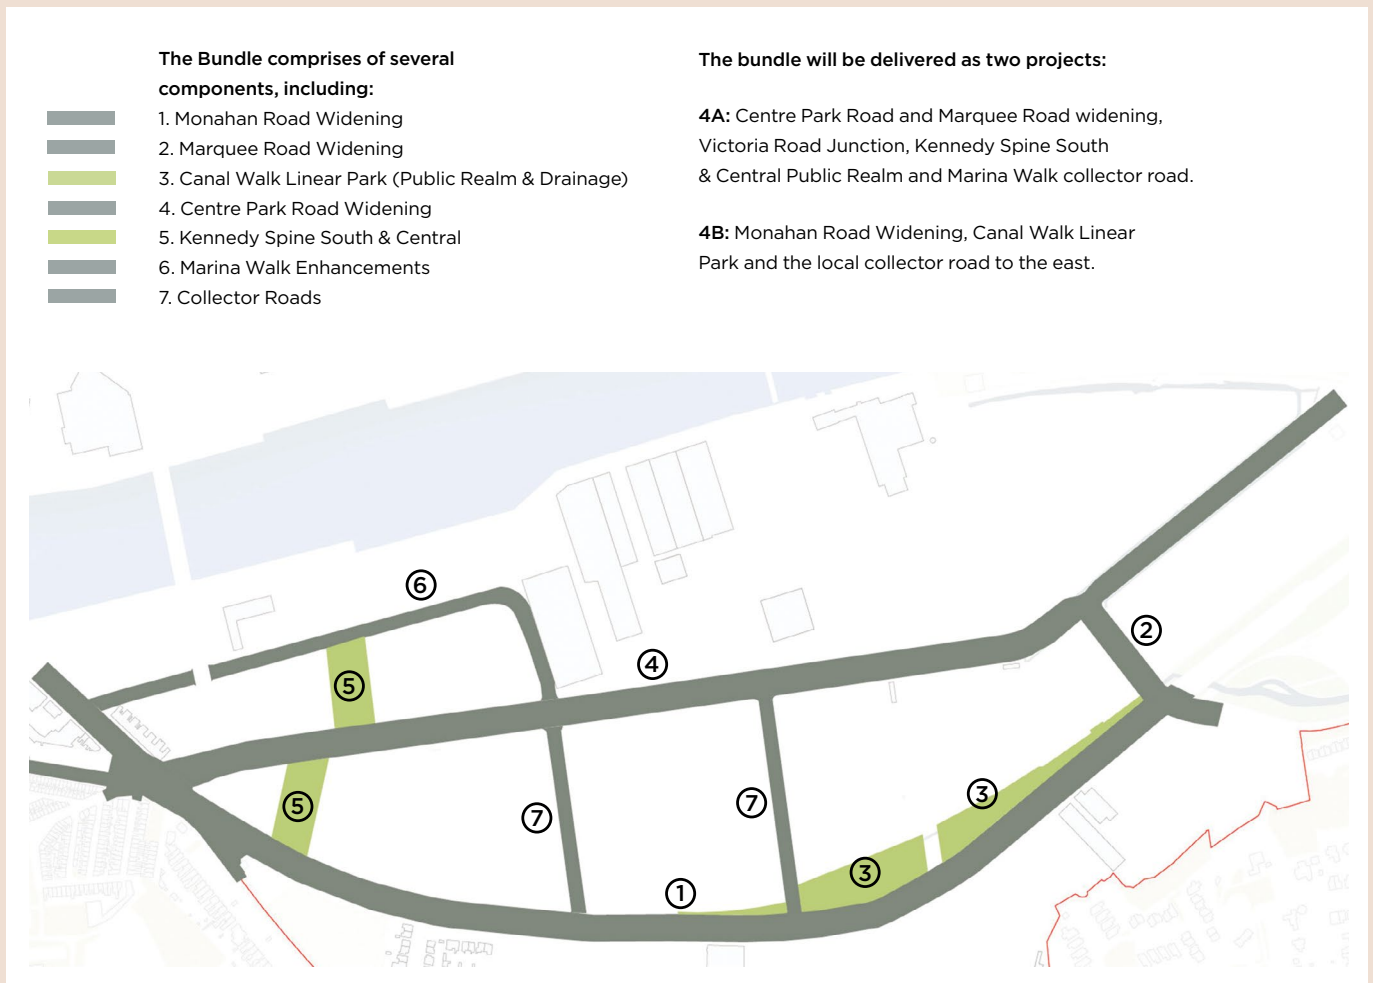 The Bundle comprises of several
components, including:
1. Monahan Road Widening
2. Marquee Road Widening
3. Canal Walk Linear Park (Public Realm & Drainage)
4. Centre Park Road Widening
5. Kennedy Spine South & Central
6. Marina Walk Enhancements
7. Collector Roads
The bundle will be delivered as two projects:
4A: Centre Park Road and Marquee Road widening,
Victoria Road Junction, Kennedy Spine South
& Central Public Realm and Marina Walk collector road.
4B: Monahan Road Widening, Canal Walk Linear
Park and the local collector road to the east.
6
2
4
5
3
7
5
7
3
1